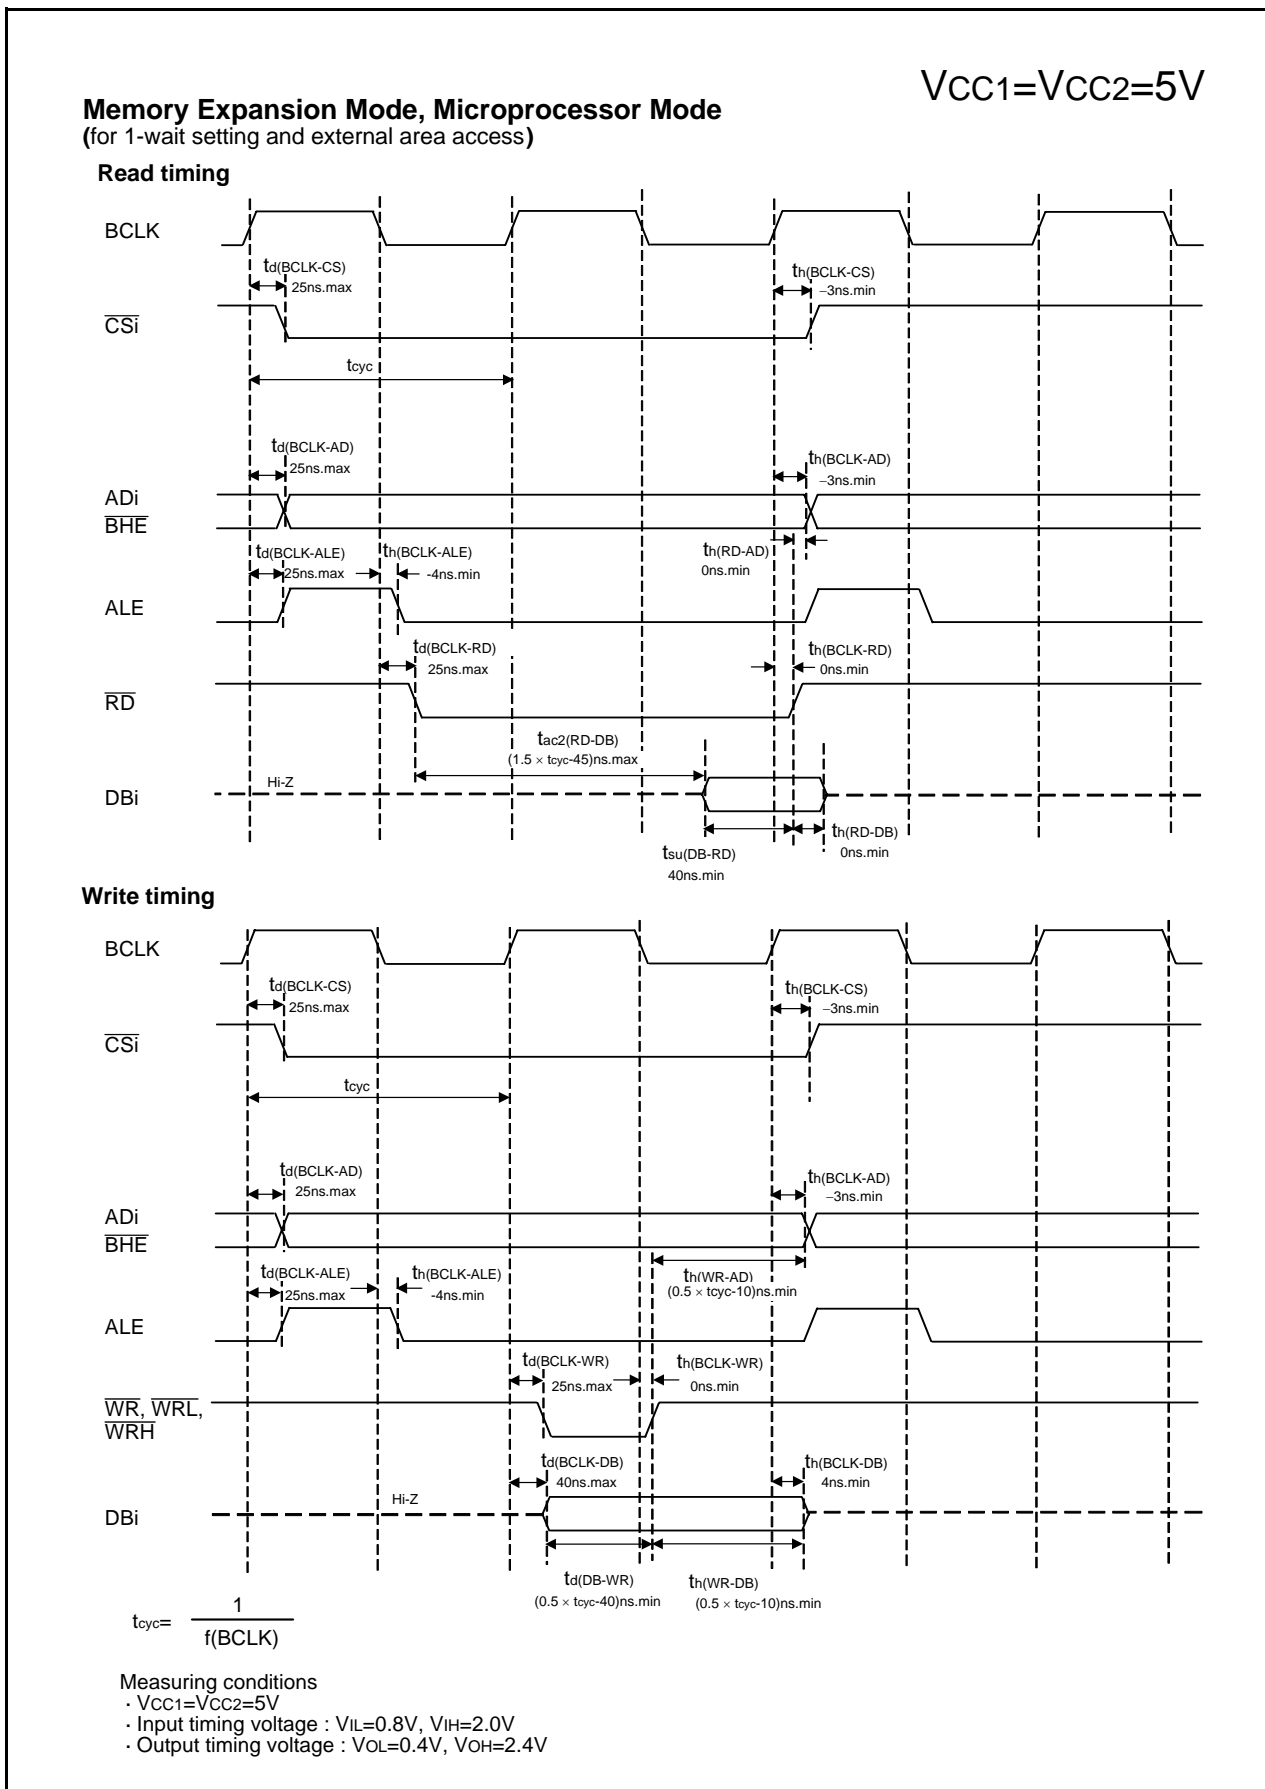 VCC1=VCC2=5V
Memory Expansion Mode, Microprocessor Mode
(for 1-wait setting and external area access)
Read timing
BCLK
td(BCLK-CS)
25ns.max
th(BCLK-CS)
−3ns.min
CSi
tcyc
td(BCLK-AD)
25ns.max
th(BCLK-AD)
−3ns.min
ADi
BHE
td(BCLK-ALE)
25ns.max
th(BCLK-ALE)
-4ns.min
th(RD-AD)
0ns.min
ALE
td(BCLK-RD)
25ns.max
th(BCLK-RD)
0ns.min
RD
tac2(RD-DB)
(1.5 × tcyc-45)ns.max
Hi-Z
DBi
tsu(DB-RD)
40ns.min
th(RD-DB)
0ns.min
Write timing
BCLK
td(BCLK-CS)
25ns.max
th(BCLK-CS)
−3ns.min
CSi
tcyc
td(BCLK-AD)
25ns.max
th(BCLK-AD)
−3ns.min
ADi
BHE
td(BCLK-ALE)
25ns.max
th(BCLK-ALE)
-4ns.min
th(WR-AD)
(0.5 × tcyc-10)ns.min
ALE
td(BCLK-WR)
25ns.max
th(BCLK-WR)
0ns.min
WR, WRL,
WRH
td(BCLK-DB)
40ns.max
th(BCLK-DB)
4ns.min
Hi-Z
DBi
td(DB-WR)
(0.5 × tcyc-40)ns.min
th(WR-DB)
(0.5 × tcyc-10)ns.min
tcyc= 1
f(BCLK)
Measuring conditions
· VCC1=VCC2=5V
· Input timing voltage : VIL=0.8V, VIH=2.0V
· Output timing voltage : VOL=0.4V, VOH=2.4V